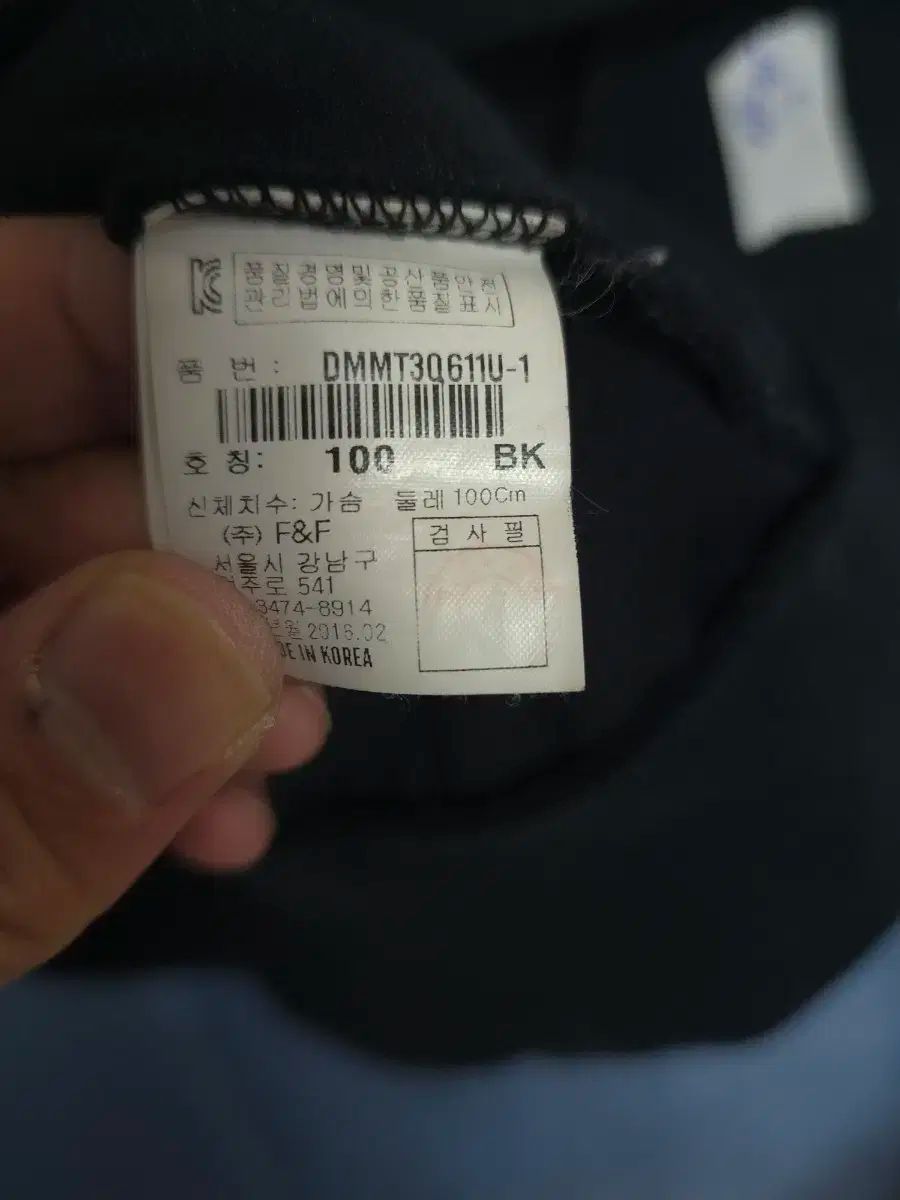 품질경영및공산품안전
관리법에의한품질표시
품 번 : DMMT3Q611U-1
호 칭: 100 BK
신체치수: 가슴 둘레 100Cm
(주) F&F
검 사 필
서울시 강남구
주로 541
3474-8914
월 2016.02
DE IN KOREA